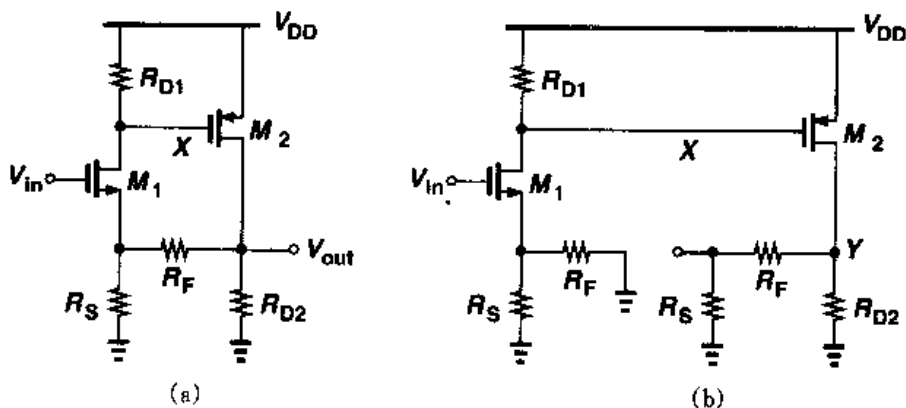 V_DD
R_D1
X
M_2
V_in
M_1
R_F
V_out
R_S
R_D2
(a)
V_DD
R_D1
X
M_2
V_in
M_1
R_F
R_S
R_F
Y
R_S
R_D2
(b)